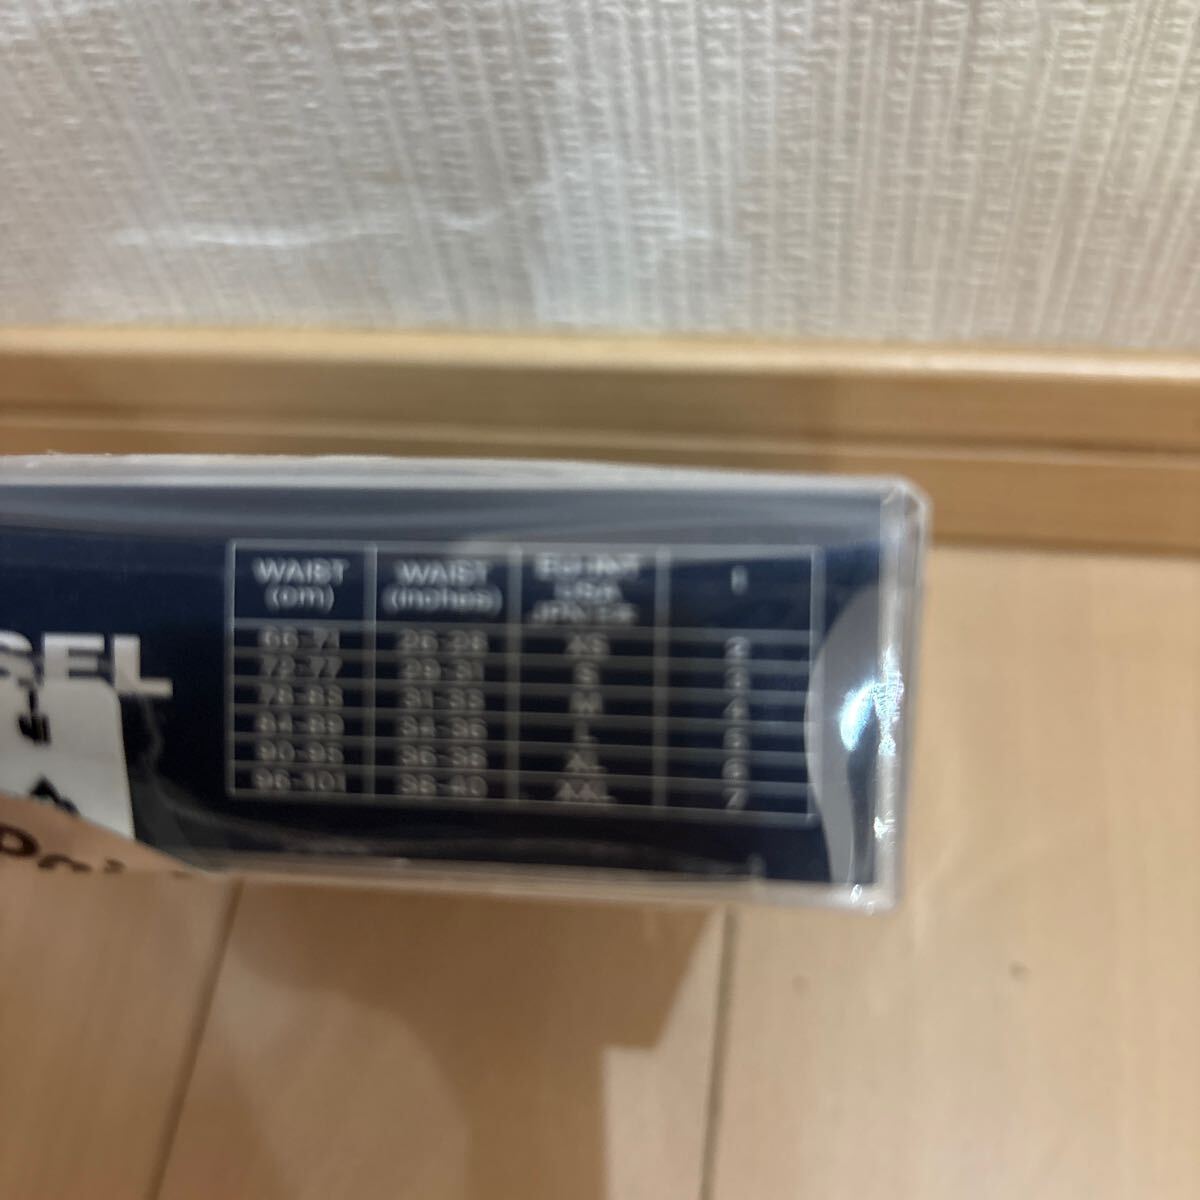 SEL
WAIST (cm) WAIST (inches) I
66-71 26-28 XS 2
72-77 29-31 S 3
78-83 31-33 M 4
84-89 34-36 L 5
90-95 36-38 XL 6
96-101 38-40 XXL 7